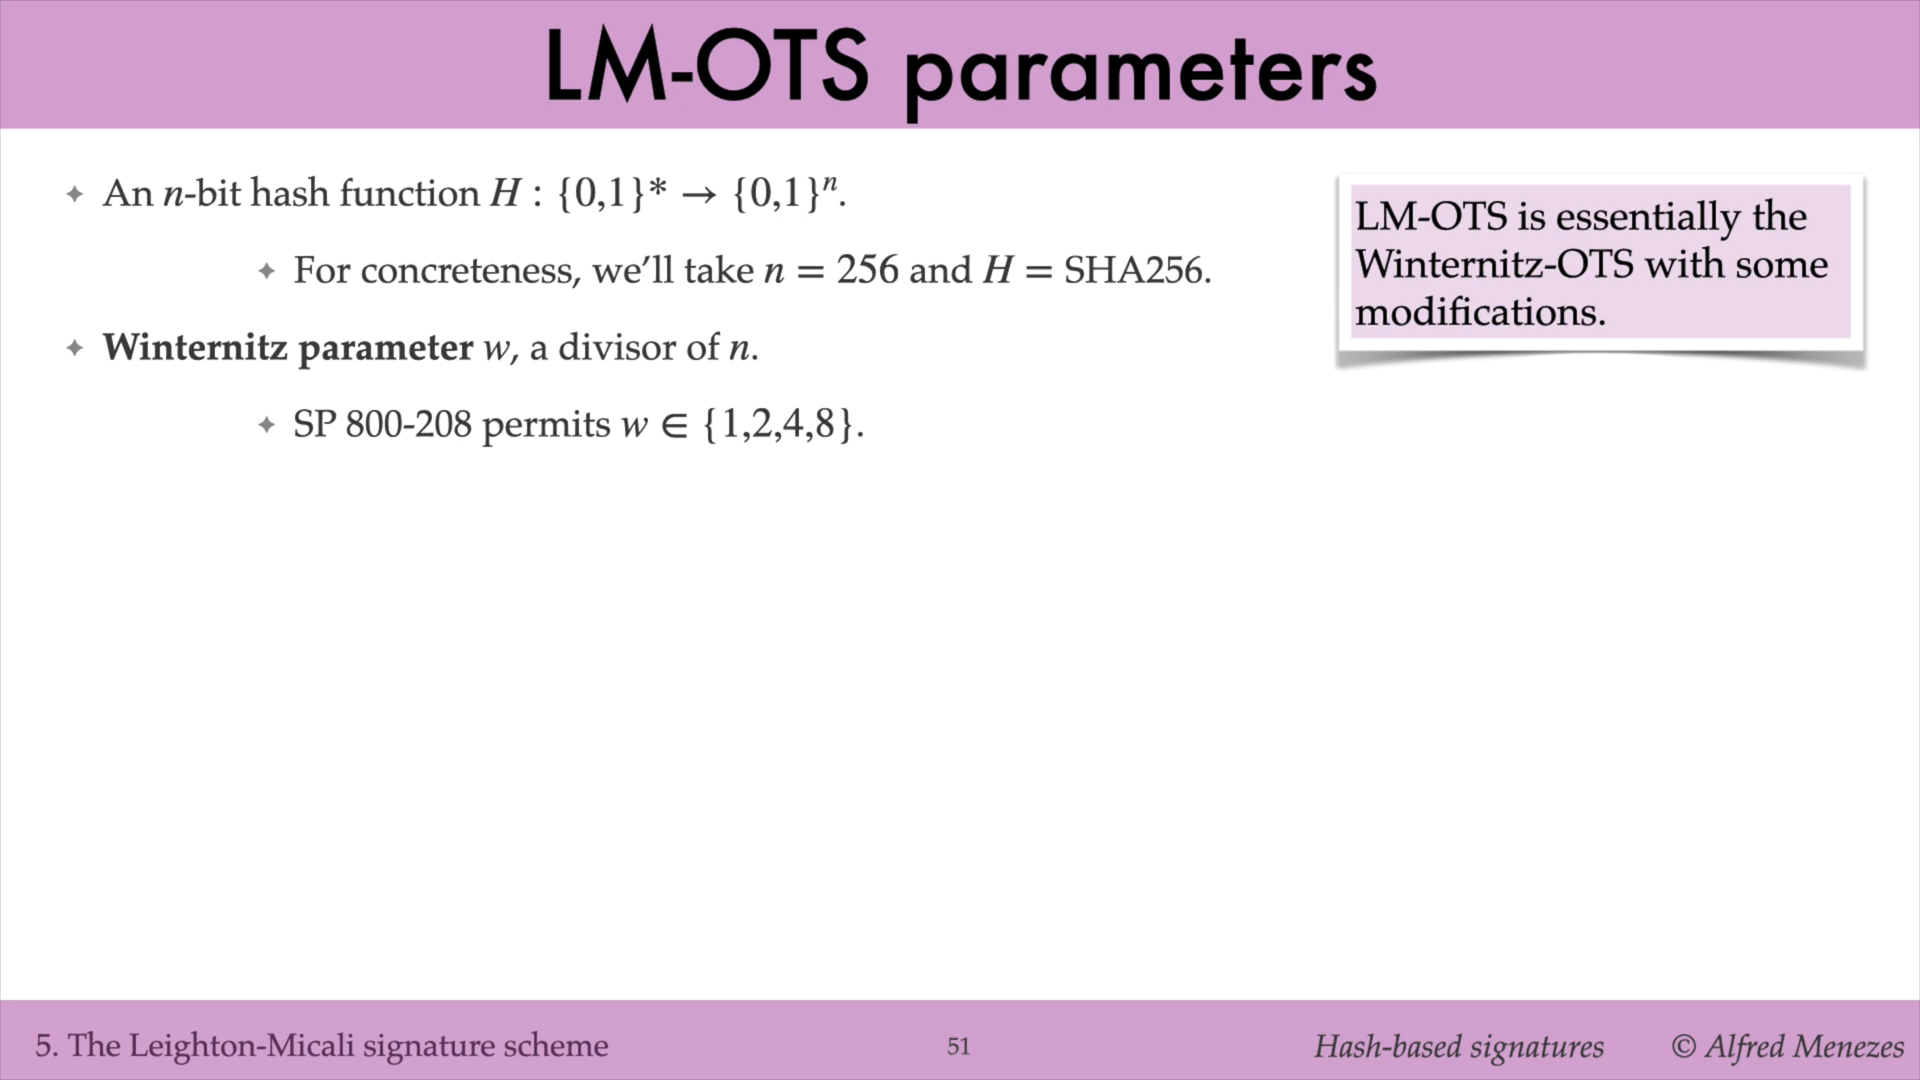 LM-OTS parameters
✦ An n-bit hash function H : {0,1}* → {0,1}ⁿ.
✦ For concreteness, we’ll take n = 256 and H = SHA256.
✦ Winternitz parameter w, a divisor of n.
✦ SP 800-208 permits w ∈ {1,2,4,8}.
LM-OTS is essentially the
Winternitz-OTS with some
modifications.
5. The Leighton-Micali signature scheme
51
Hash-based signatures
© Alfred Menezes